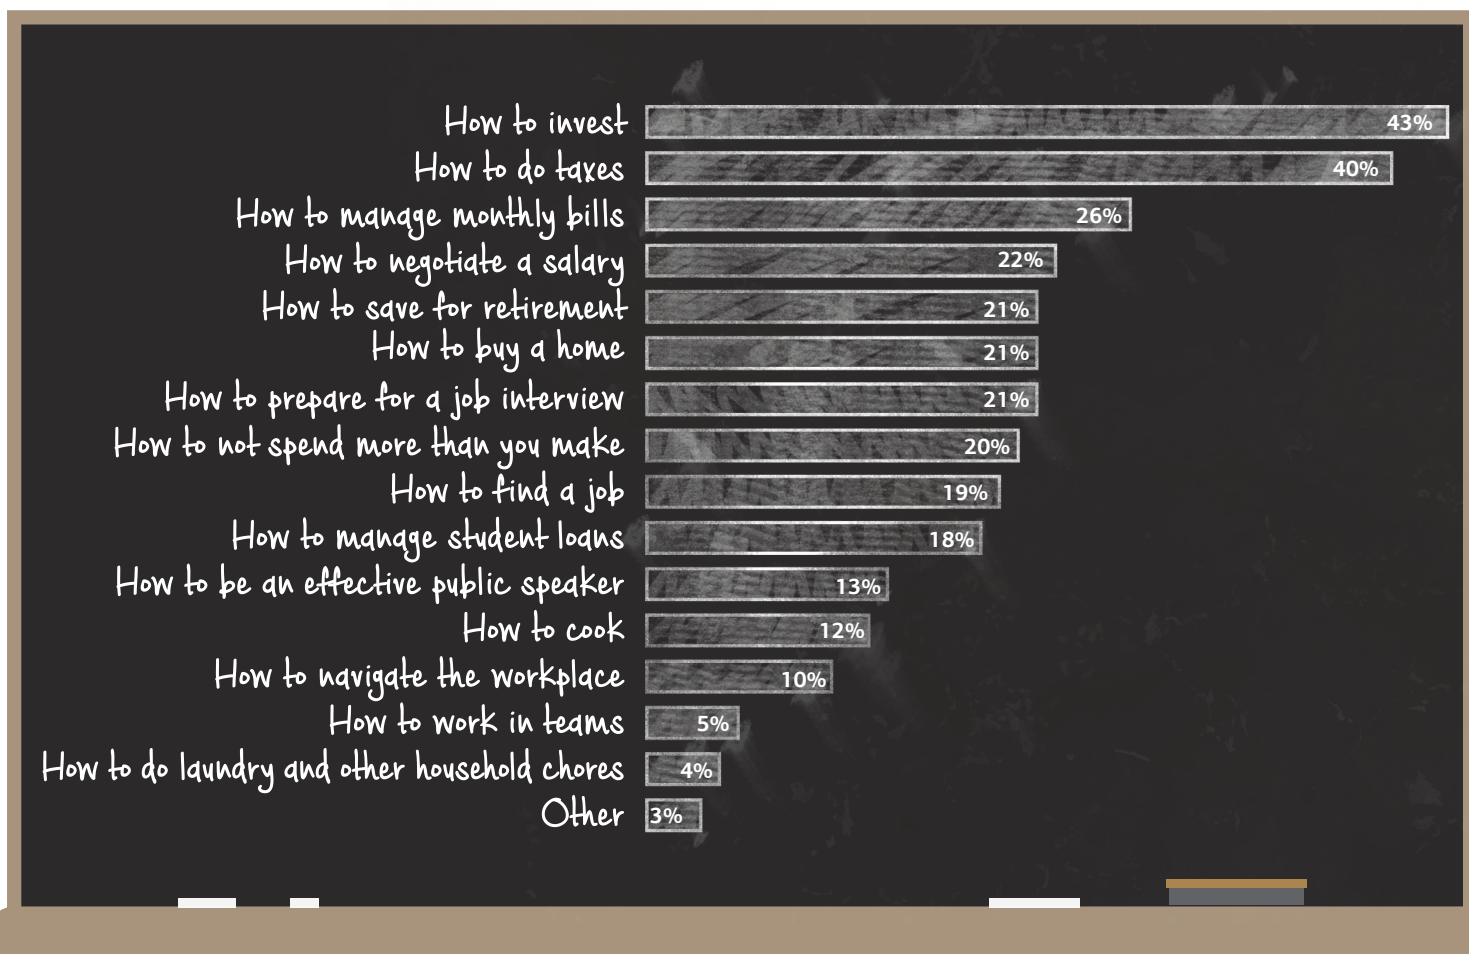 How to invest 43%
How to do taxes 40%
How to manage monthly bills 26%
How to negotiate a salary 22%
How to save for retirement 21%
How to buy a home 21%
How to prepare for a job interview 21%
How to not spend more than you make 20%
How to find a job 19%
How to manage student loans 18%
How to be an effective public speaker 13%
How to cook 12%
How to navigate the workplace 10%
How to work in teams 5%
How to do laundry and other household chores 4%
Other 3%